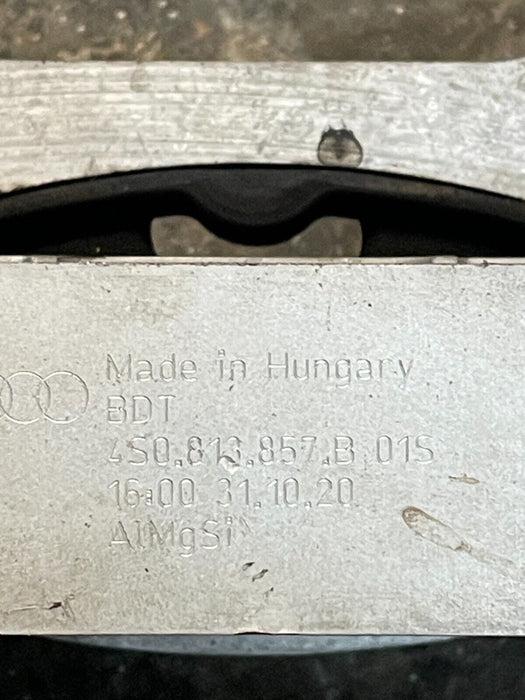 Made in Hungary
BDT
4S0.813.857.B 01S
16:00 31.10.20
AlMgSi